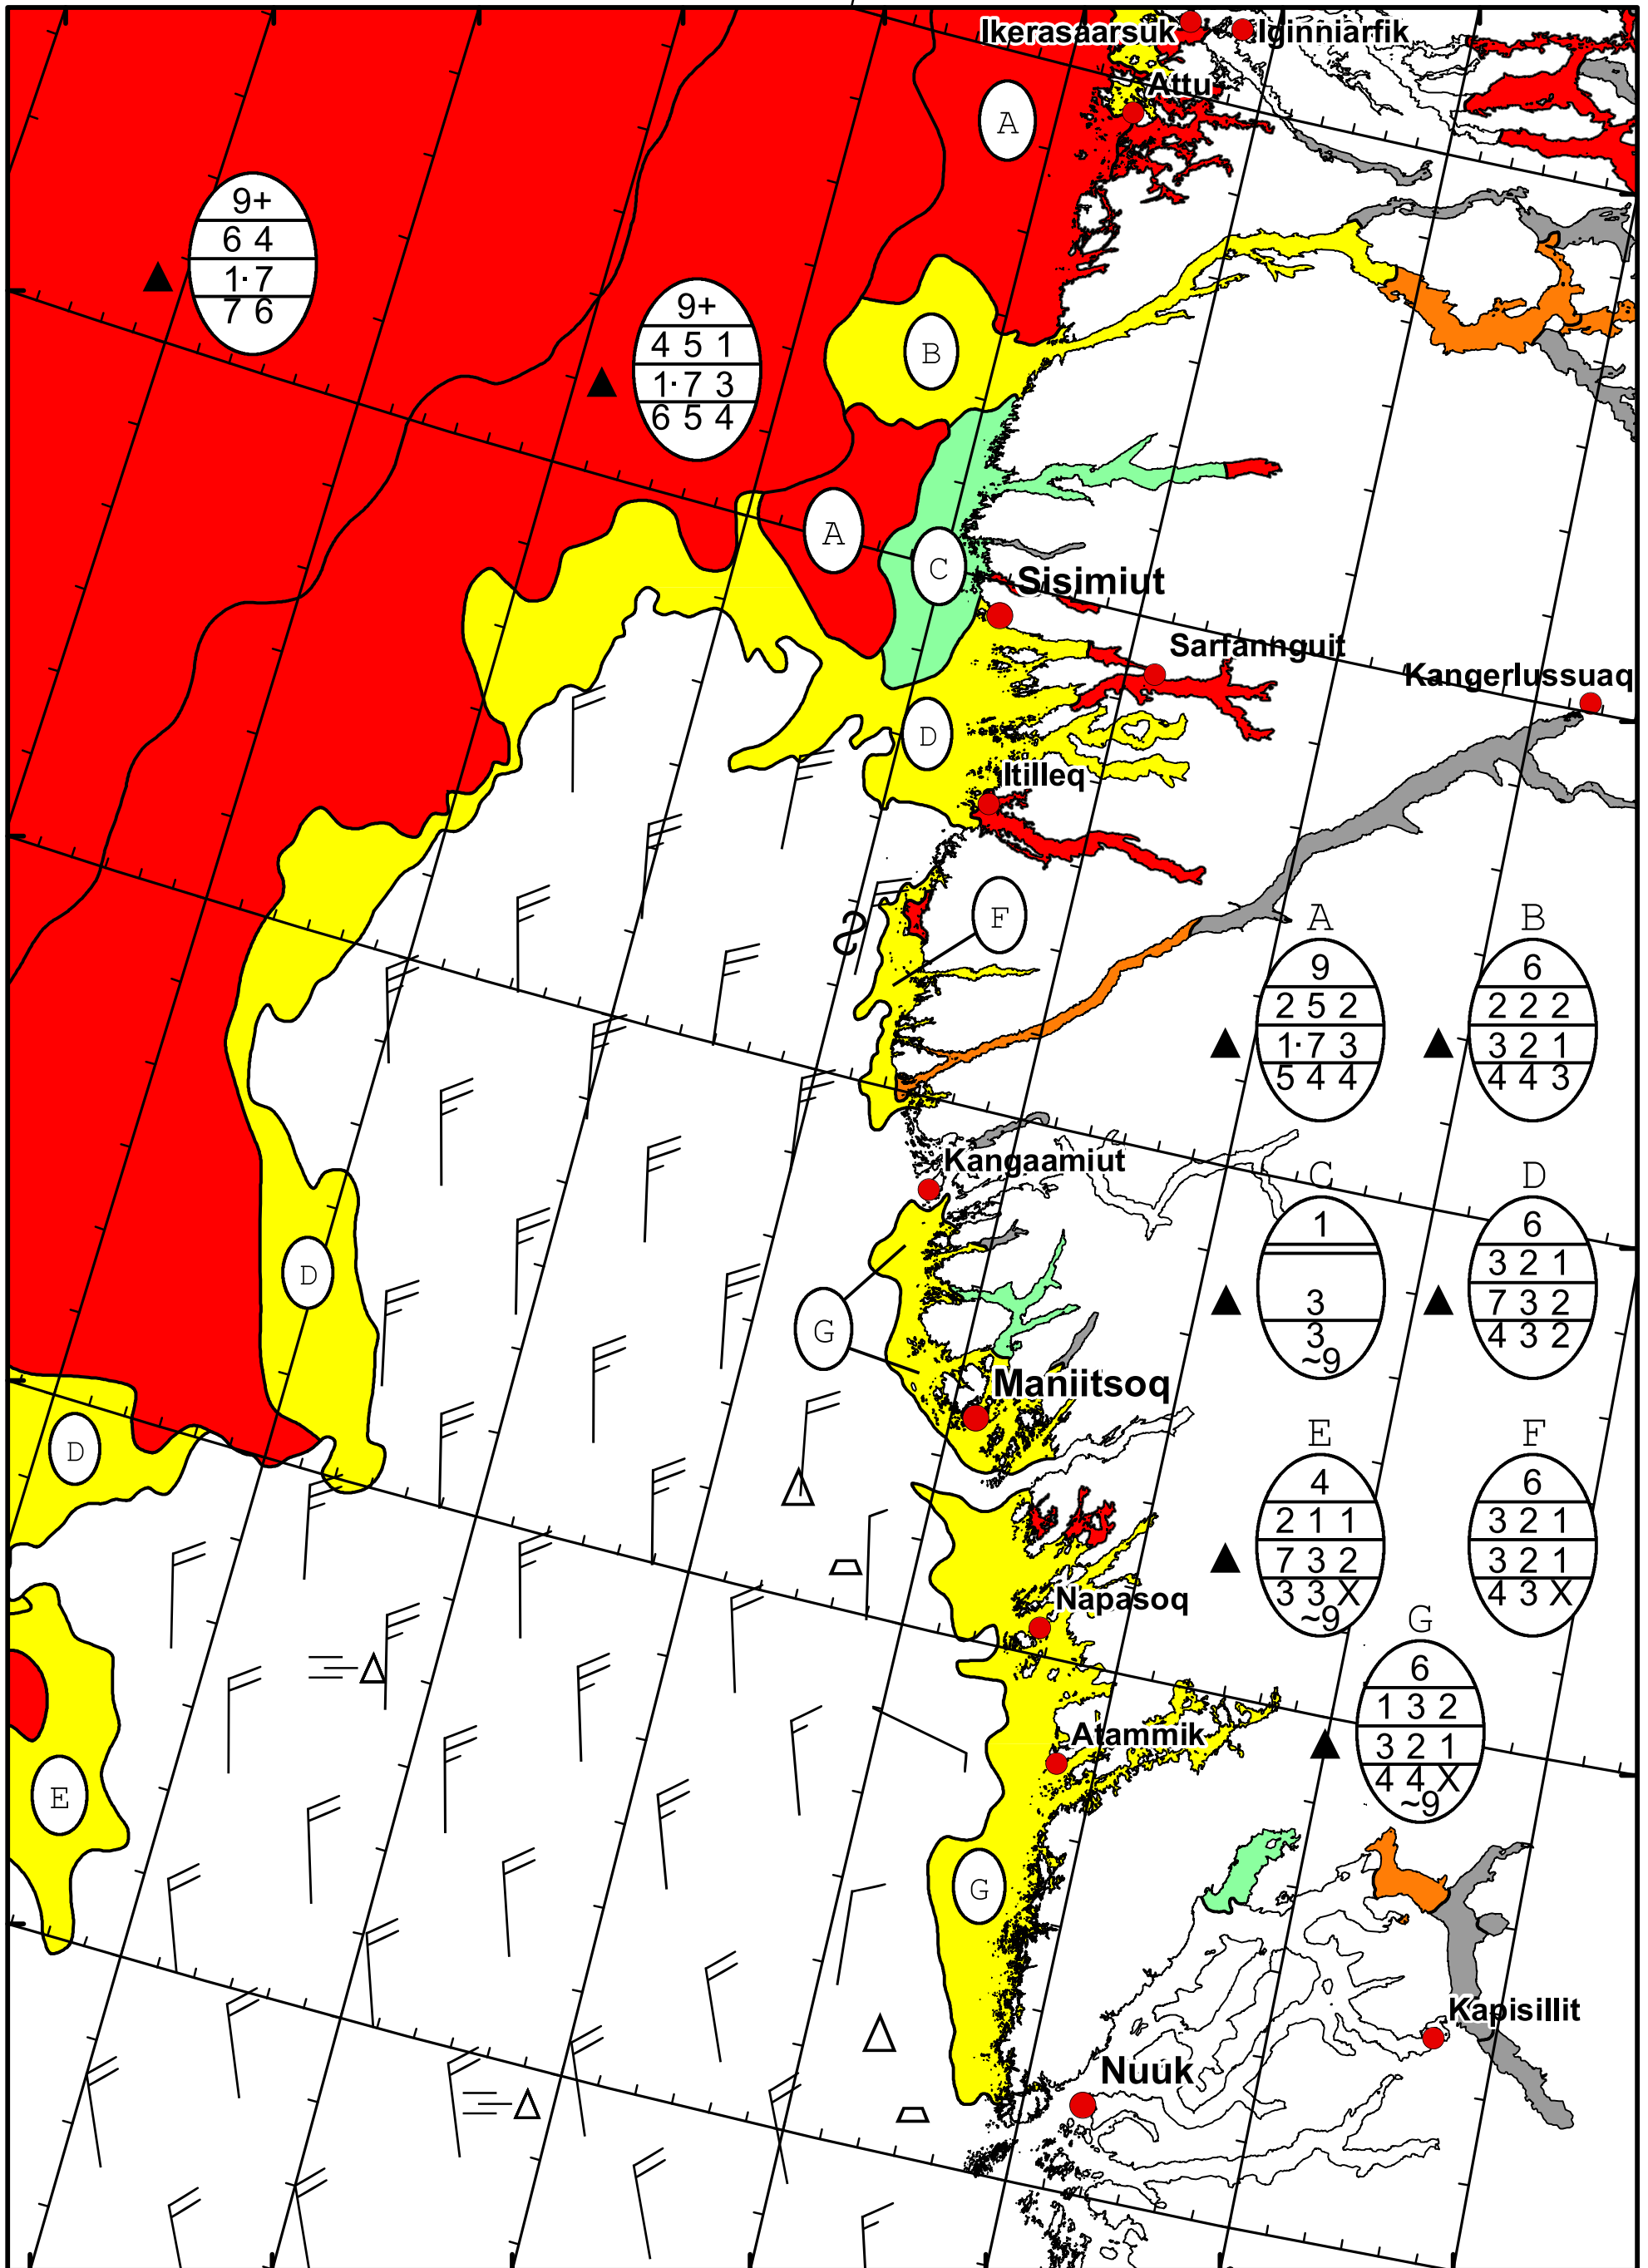 Ikerasaarsuk
Iginniarfik
Attu
A
9+
6 4
1· 7
7 6
9+
4 5 1
1· 7 3
6 5 4
B
A
C
Sisimiut
Sarfannguit
Kangerlussuaq
D
Itilleq
F
A
9
2 5 2
1· 7 3
5 4 4
B
6
2 2 2
3 2 1
4 4 3
Kangaamiut
C
1
3
3
~9
D
6
3 2 1
7 3 2
4 3 2
D
G
Maniitsoq
D
E
4
2 1 1
7 3 2
3 3 X
~9
F
6
3 2 1
3 2 1
4 3 X
Napasoq
G
6
1 3 2
3 2 1
4 4 X
~9
Atammik
E
G
Kapisillit
Nuuk